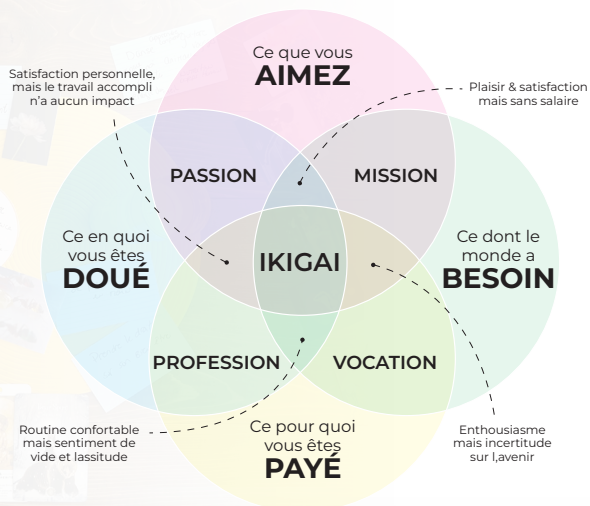 Ce que vous
AIMEZ
Satisfaction personnelle,
mais le travail accompli
n'a aucun impact
Plaisir & satisfaction
mais sans salaire
PASSION
MISSION
Ce en quoi
vous êtes
DOUÉ
IKIGAI
Ce dont le
monde a
BESOIN
PROFESSION
VOCATION
Routine confortable
mais sentiment de
vide et lassitude
Ce pour quoi
vous êtes
PAYÉ
Enthousiasme
mais incertitude
sur l,avenir